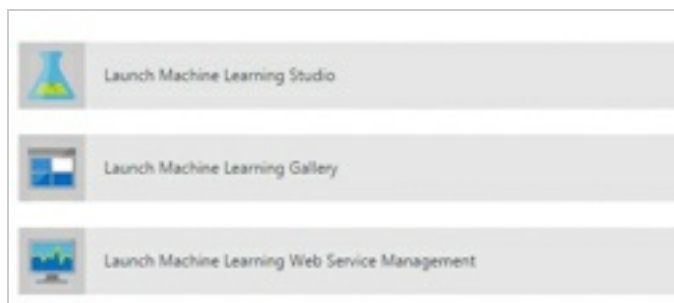 Launch Machine Learning Studio
Launch Machine Learning Gallery
Launch Machine Learning Web Service Management